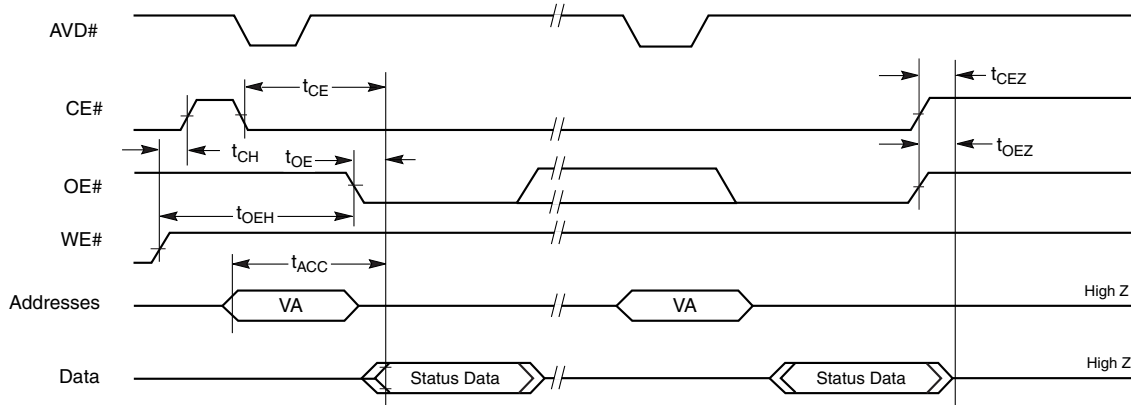 AVD#
CE#
tCE
tCEZ
tCH
tOE
tOEZ
OE#
tOEH
WE#
tACC
Addresses
VA
VA
High Z
Data
Status Data
Status Data
High Z